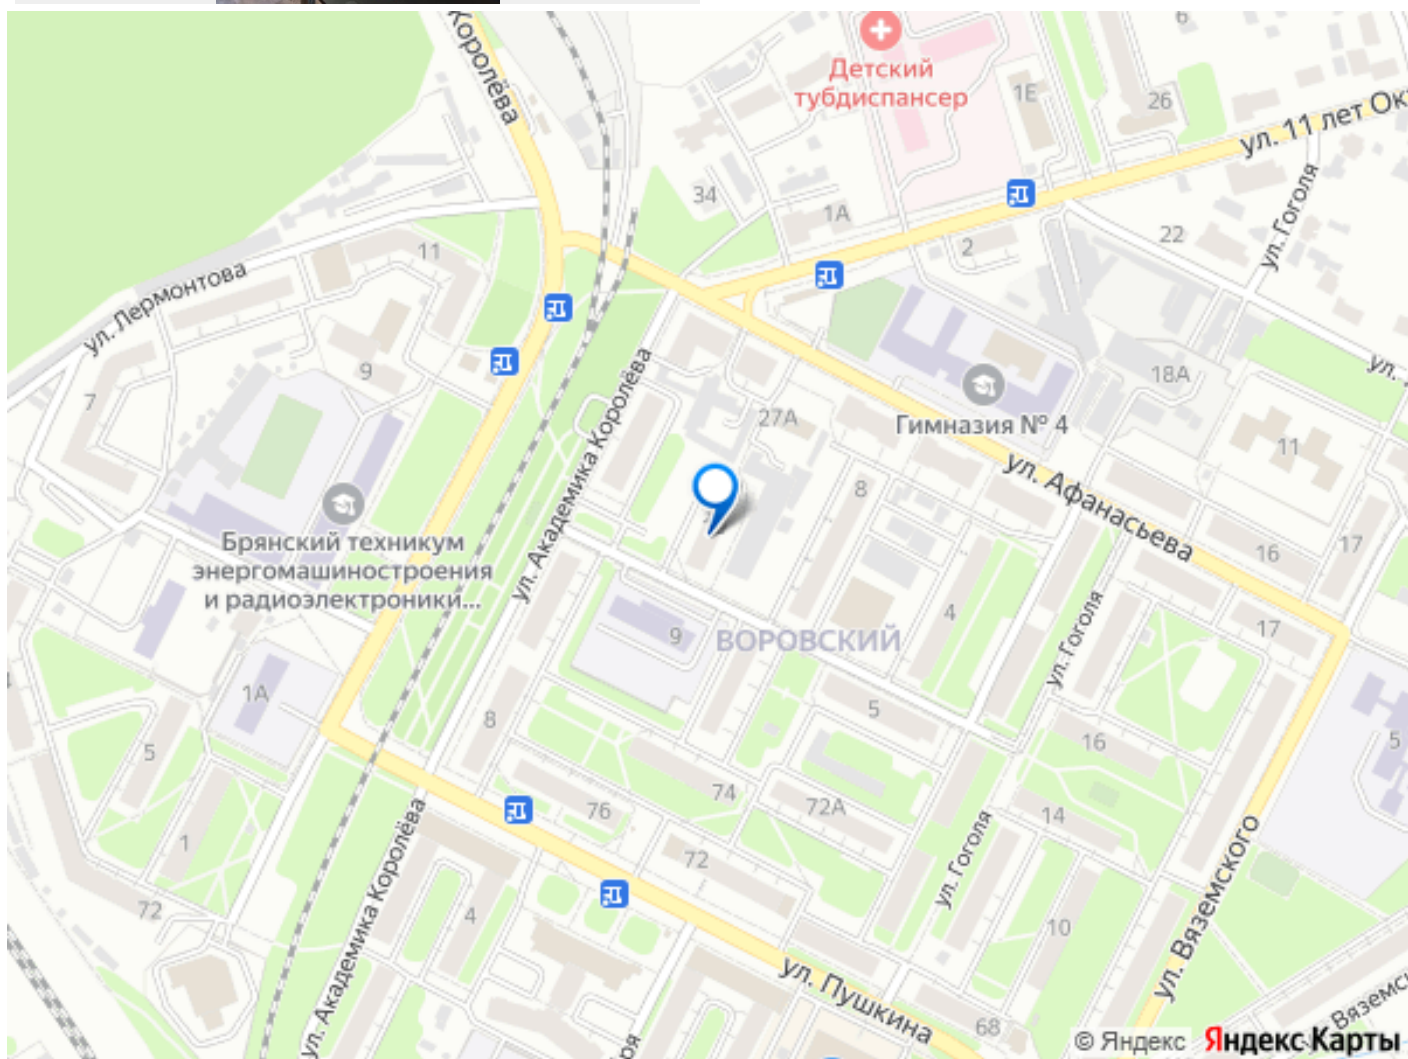 6
Королёва
Детский
тубдиспансер
1Е
26
ул. 11 лет Ок
34
1А
ул. Гоголя
22
2
11
ул. Лермонтова
9
7
ул. Академика Королёва
27А
Гимназия № 4
18А
ул.
11
8
ул. Афанасьева
16
17
Брянский техникум
энергомашиностроения
и радиоэлектроники...
4
ул. Гоголя
17
9
ВОРОВСКИЙ
1А
8
5
16
5
5
74
76
72А
14
1
ул. Академика Королёва
72
ул. Гоголя
ул. Вяземского
72
4
10
ул. Пушкина
68
Вяземс
© Яндекс Яндекс Карты